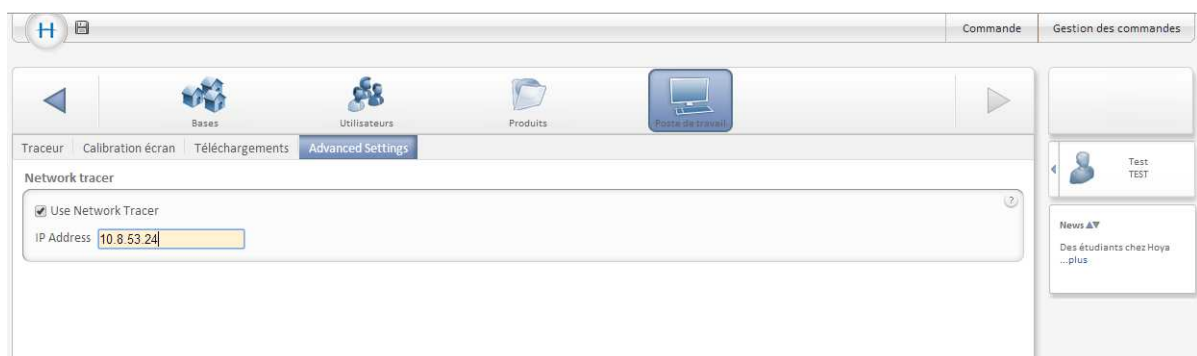 H Commande Gestion des commandes
Bases Utilisateurs Produits Poste de travail
Traceur Calibration écran Téléchargements Advanced Settings
Network tracer
?
Use Network Tracer
IP Address 10.8.53.24
Test
TEST
News
Des étudiants chez Hoya
...plus